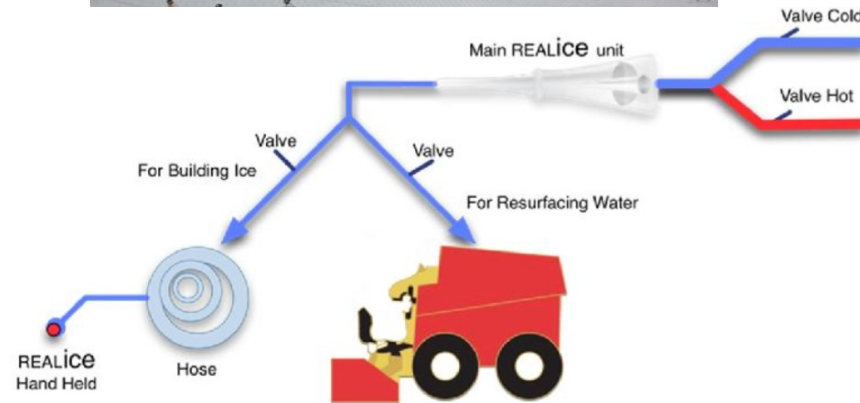 Valve Cold
Main REALice unit
Valve Hot
Valve
Valve
For Building Ice
For Resurfacing Water
REALice
Hand Held
Hose